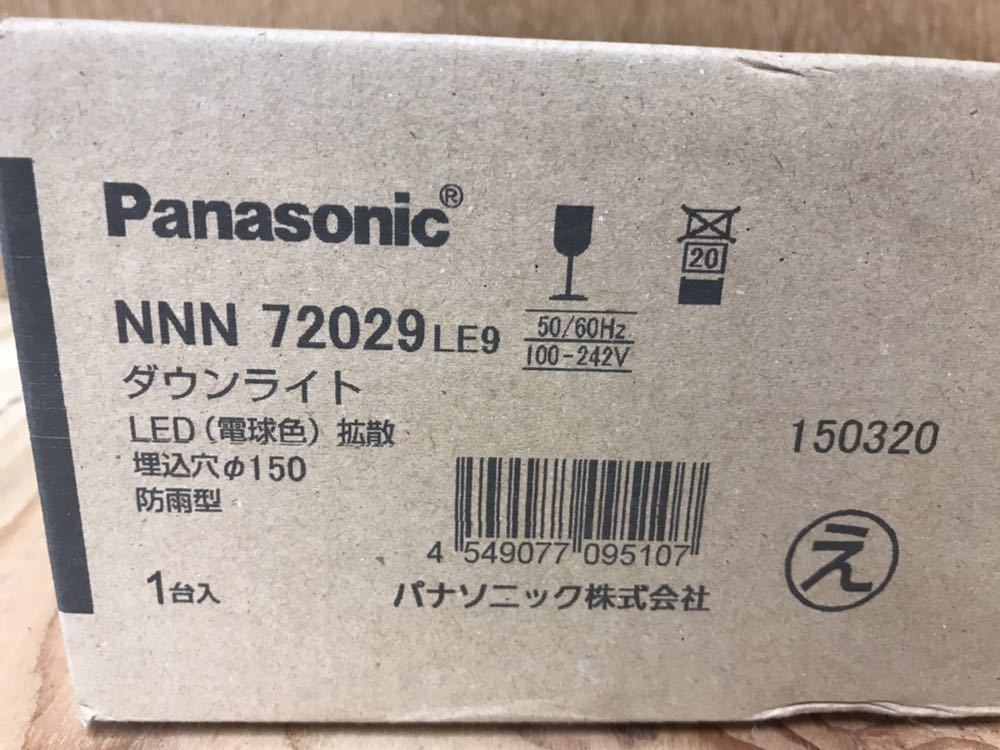 Panasonic®
NNN 72029 LE9
ダウンライト
LED(電球色) 拡散
埋込穴φ150
防雨型
1台入
20
50/60Hz
100-242V
150320
4 549077 095107
パナソニック株式会社
え